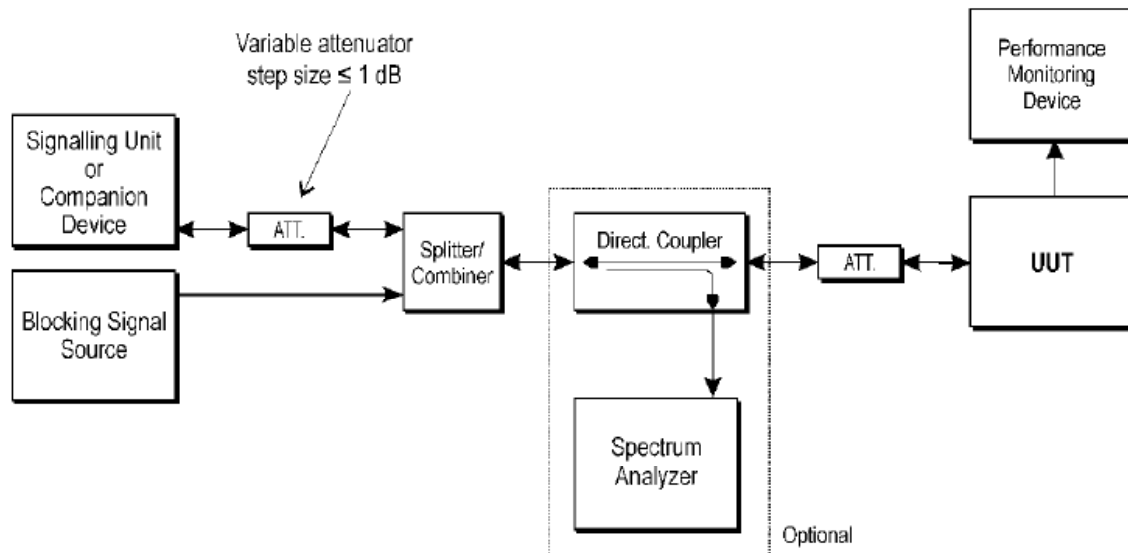 Variable attenuator
step size ≤ 1 dB
Performance
Monitoring
Device
Signalling Unit
or
Companion
Device
ATT.
Splitter/
Combiner
Direct. Coupler
ATT.
UUT
Blocking Signal
Source
Spectrum
Analyzer
Optional